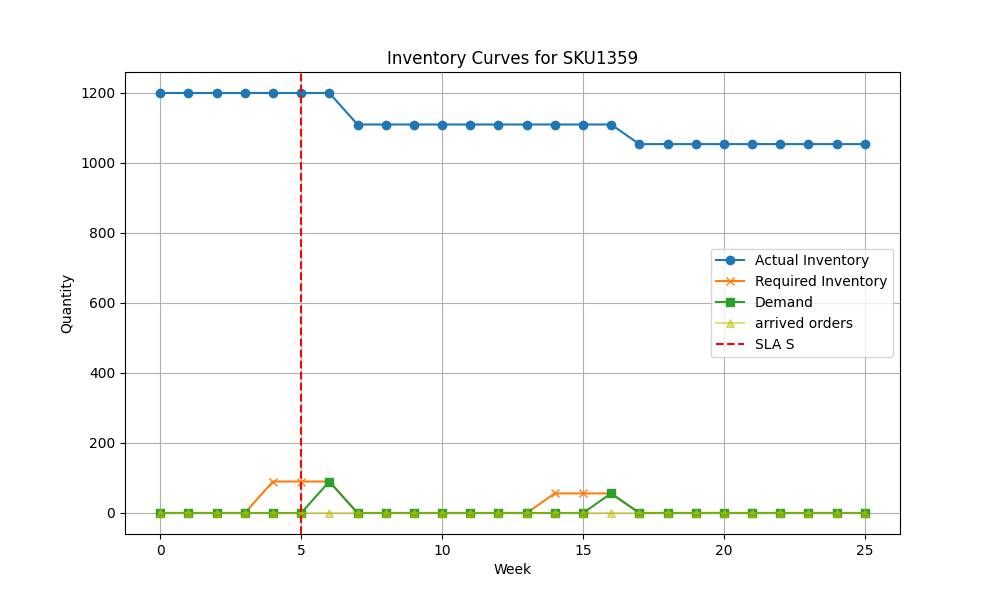 Inventory Curves for SKU1359
1200
1000
800
600
400
200
0
Quantity
Actual Inventory
Required Inventory
Demand
arrived orders
SLA S
0 5 10 15 20 25
Week